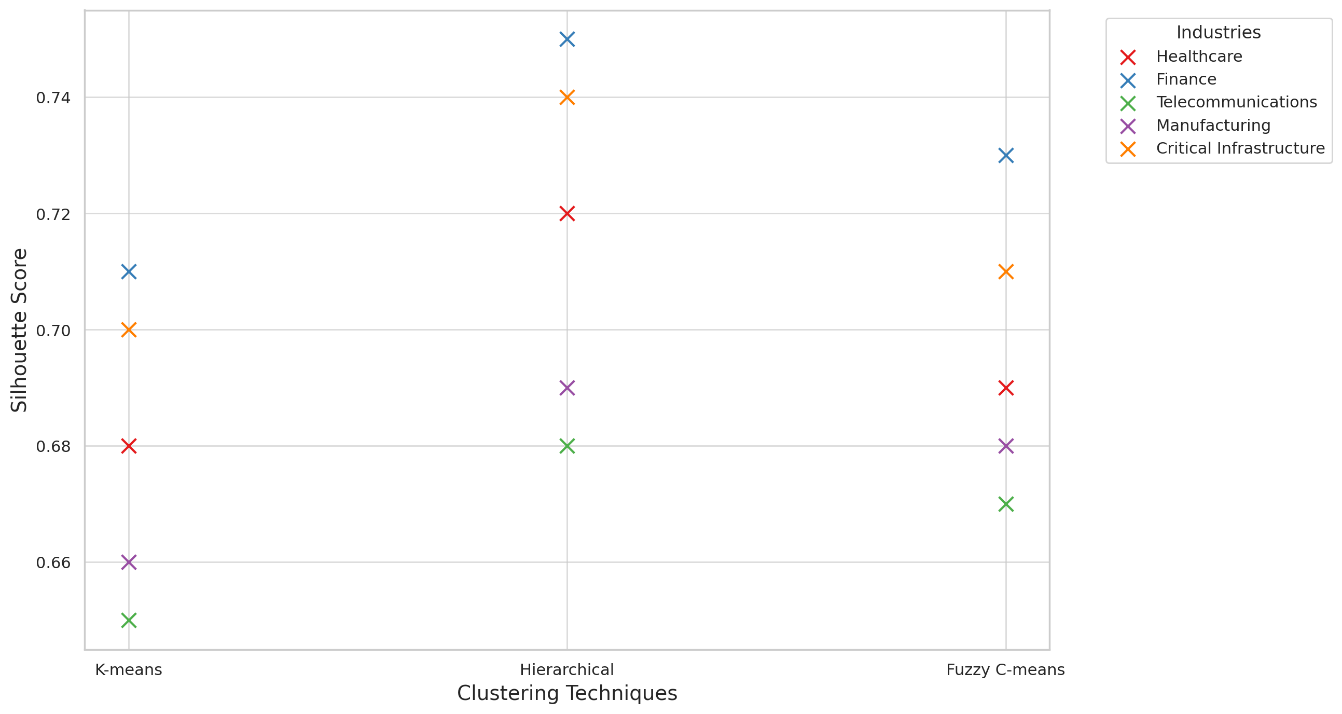 Industries
Healthcare
Finance
Telecommunications
Manufacturing
Critical Infrastructure
Silhouette Score
0.74
0.72
0.70
0.68
0.66
K-means
Hierarchical
Fuzzy C-means
Clustering Techniques